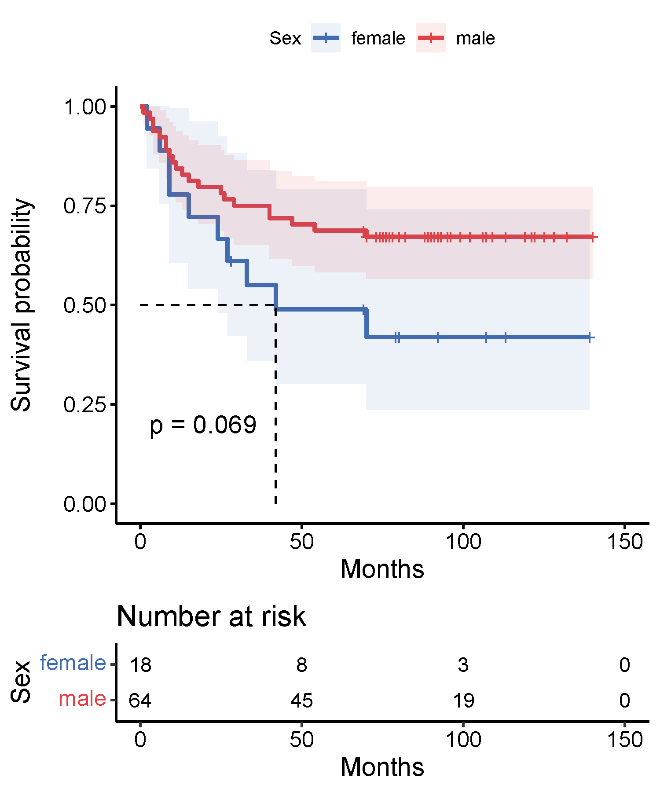 Sex female male
Survival probability
1.00
0.75
0.50
0.25
0.00
p = 0.069
0 50 100 150
Months
Number at risk
Sex
female 18 8 3 0
male 64 45 19 0
0 50 100 150
Months